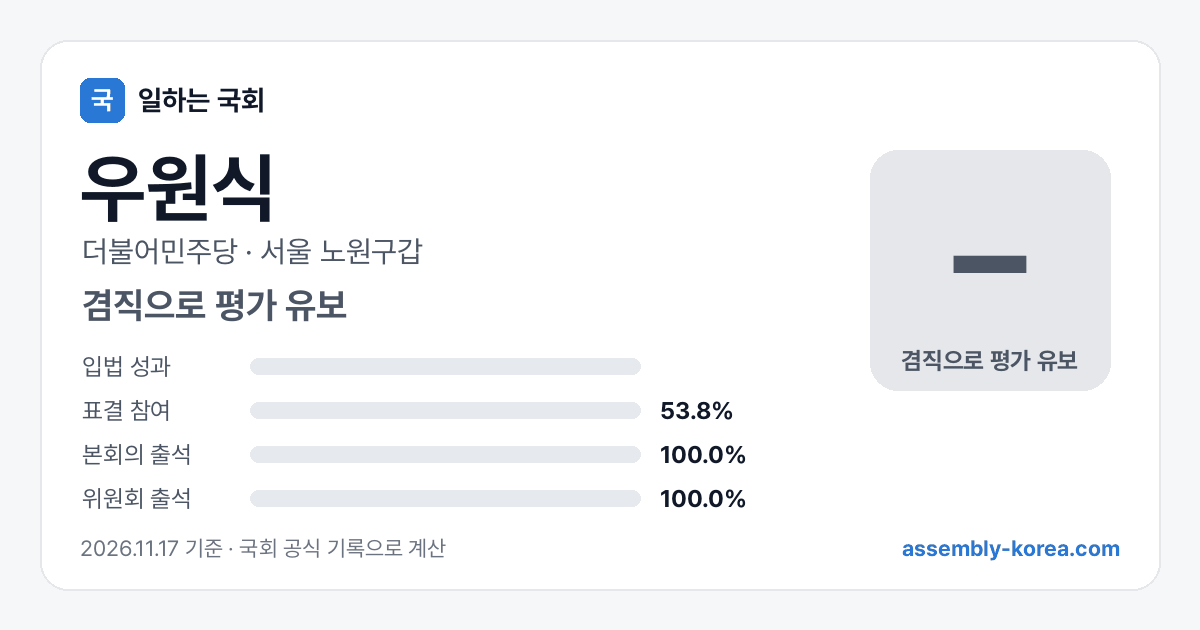 국 일하는 국회
우원식
더불어민주당 · 서울 노원구갑
겸직으로 평가 유보
–
겸직으로 평가 유보
입법 성과
표결 참여 53.8%
본회의 출석 100.0%
위원회 출석 100.0%
2026.11.17 기준 · 국회 공식 기록으로 계산
assembly-korea.com